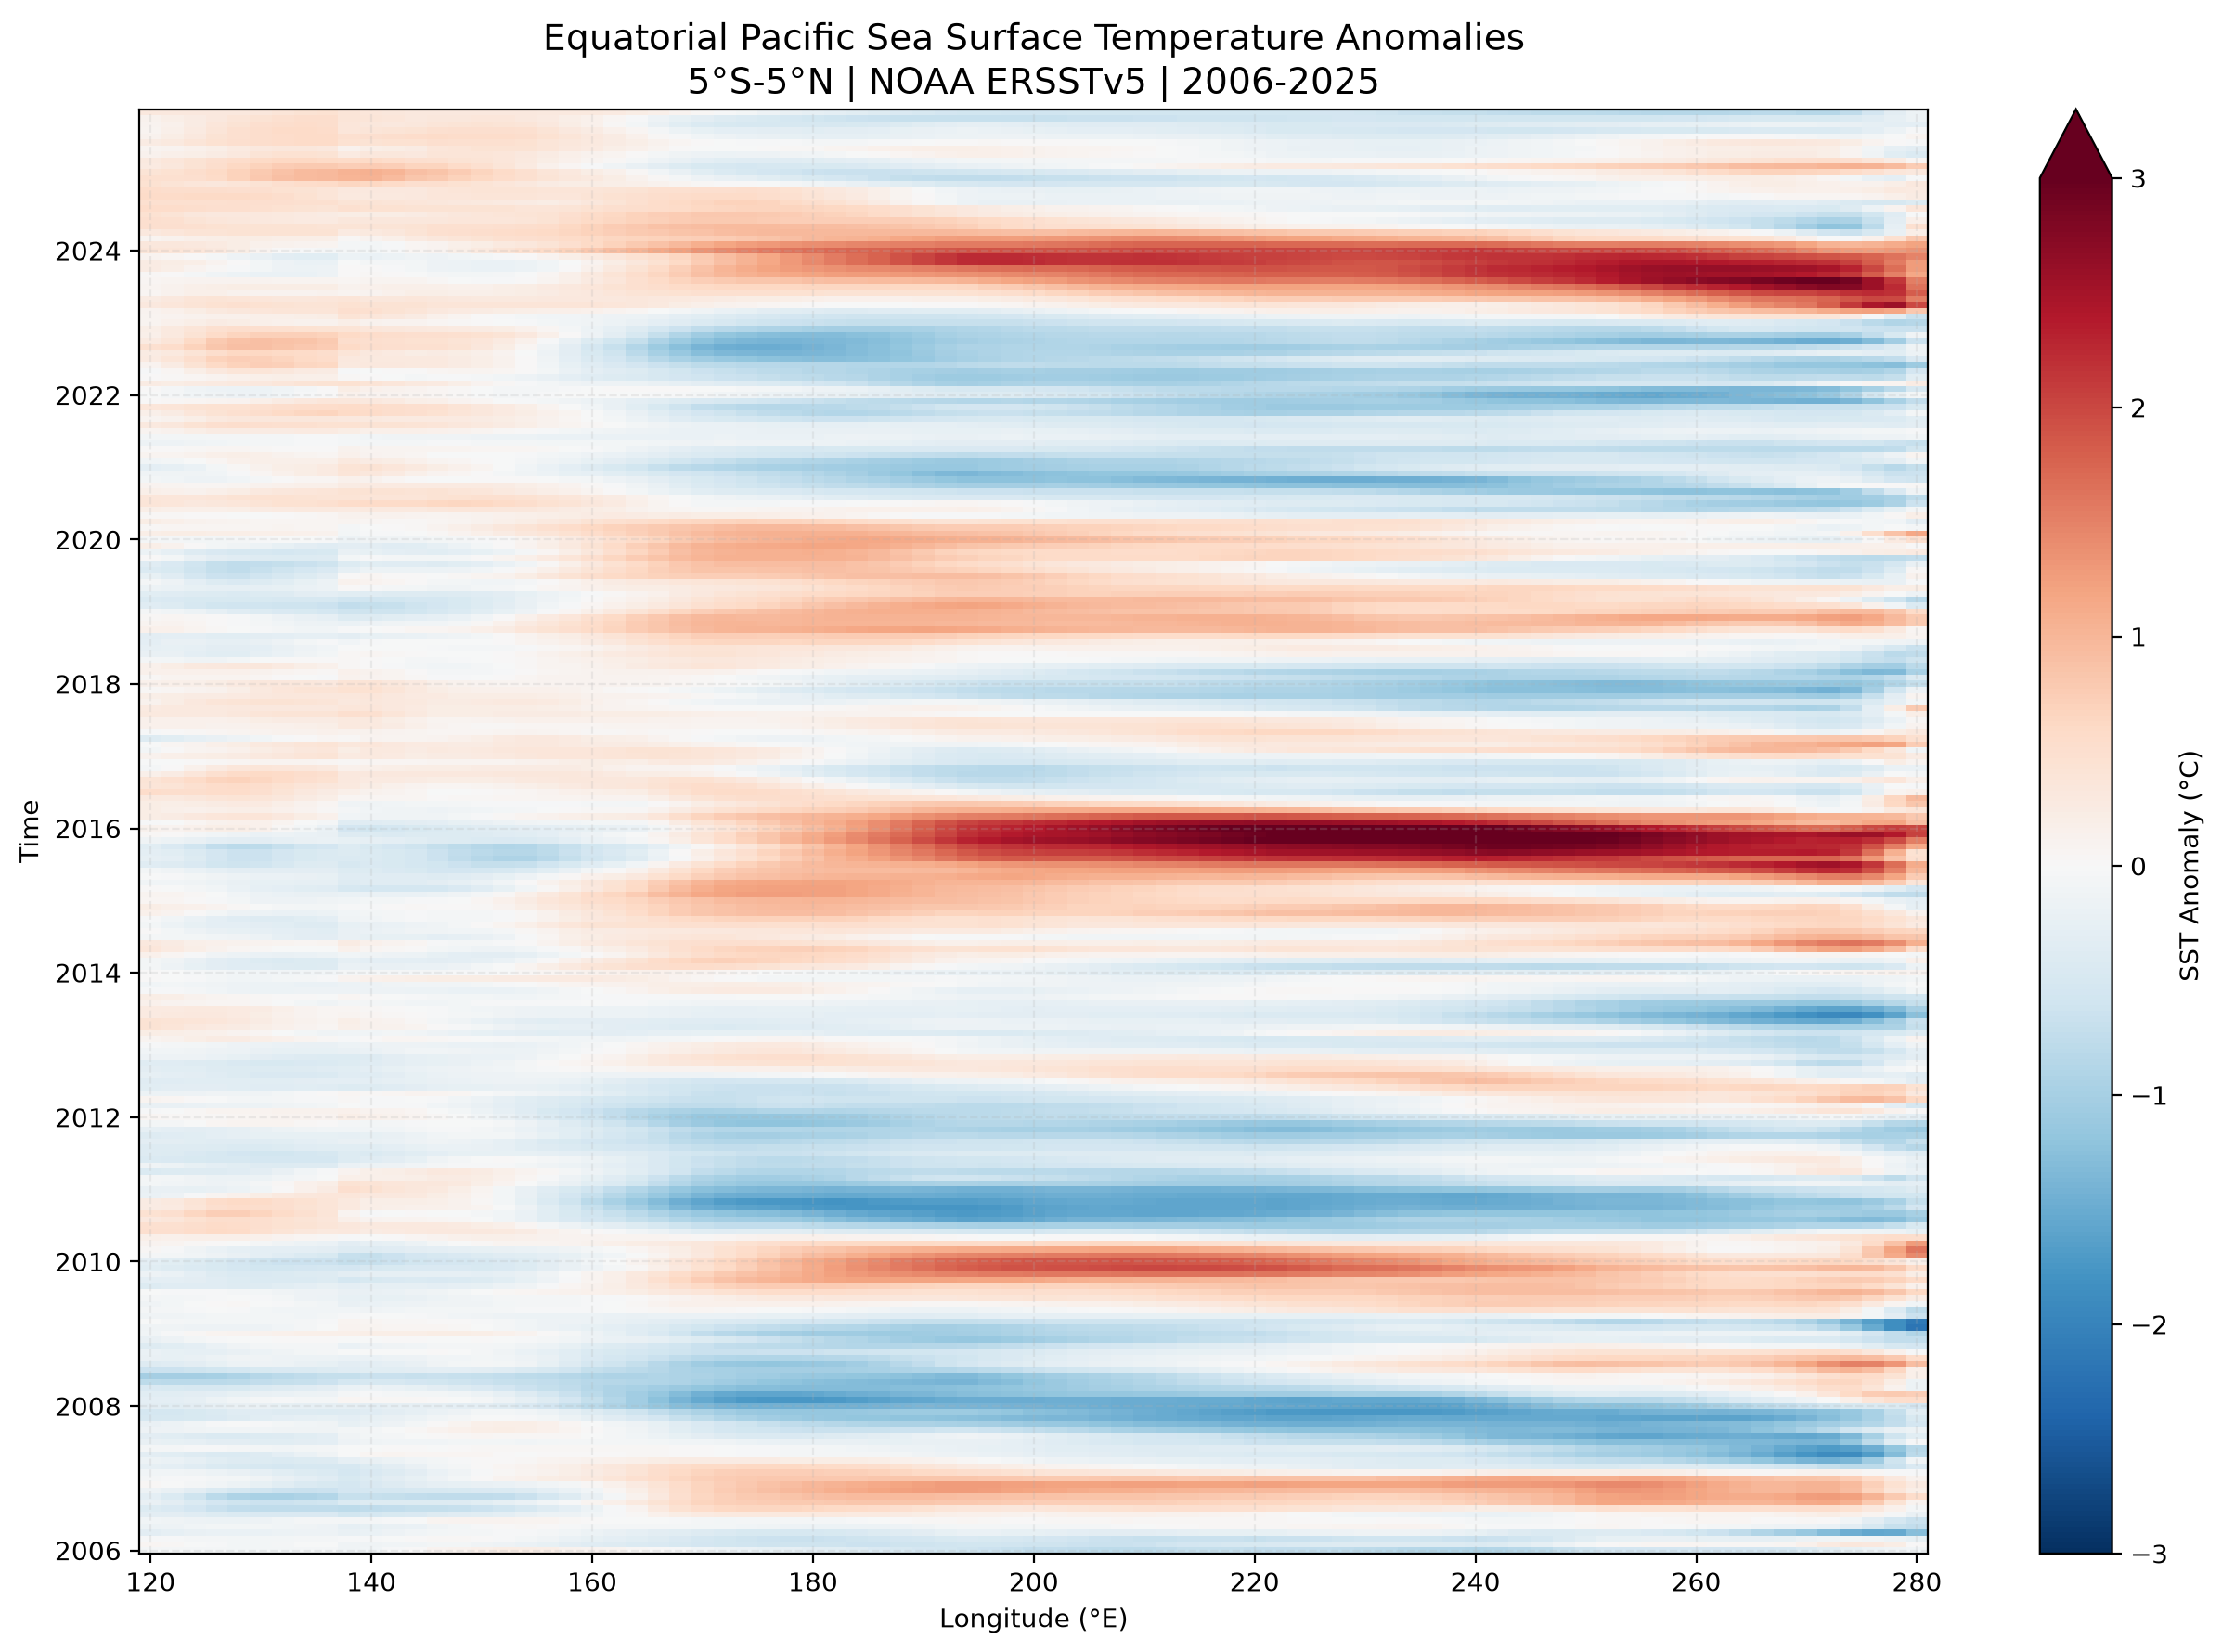 Equatorial Pacific Sea Surface Temperature Anomalies
5°S-5°N | NOAA ERSSTv5 | 2006-2025
Time
2024
2022
2020
2018
2016
2014
2012
2010
2008
2006
120 140 160 180 200 220 240 260 280
Longitude (°E)
3
2
1
0
−1
−2
−3
SST Anomaly (°C)